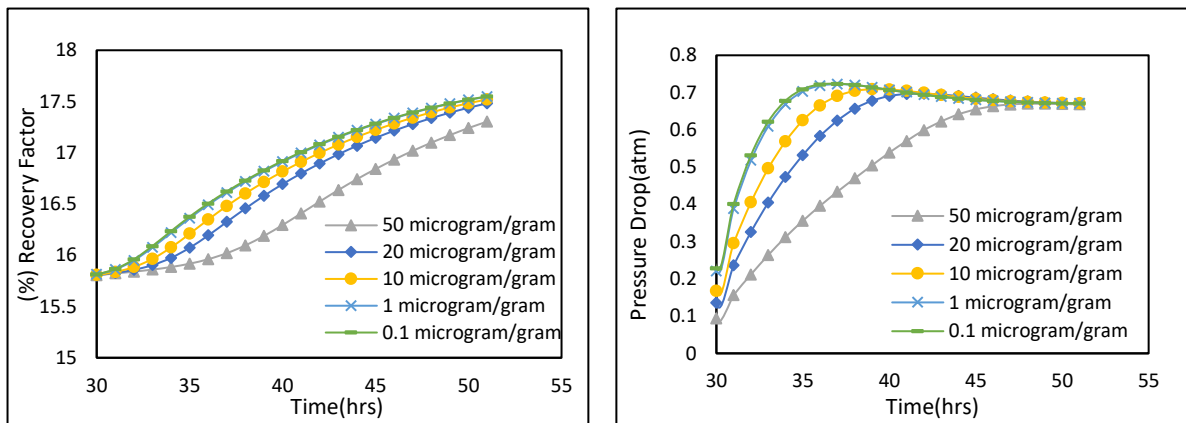 (%) Recovery Factor
18
17.5
17
16.5
16
15.5
15
50 microgram/gram
20 microgram/gram
10 microgram/gram
1 microgram/gram
0.1 microgram/gram
30 35 40 45 50 55
Time(hrs)
Pressure Drop(atm)
0.8
0.7
0.6
0.5
0.4
0.3
0.2
0.1
0
50 microgram/gram
20 microgram/gram
10 microgram/gram
1 microgram/gram
0.1 microgram/gram
30 35 40 45 50 55
Time(hrs)